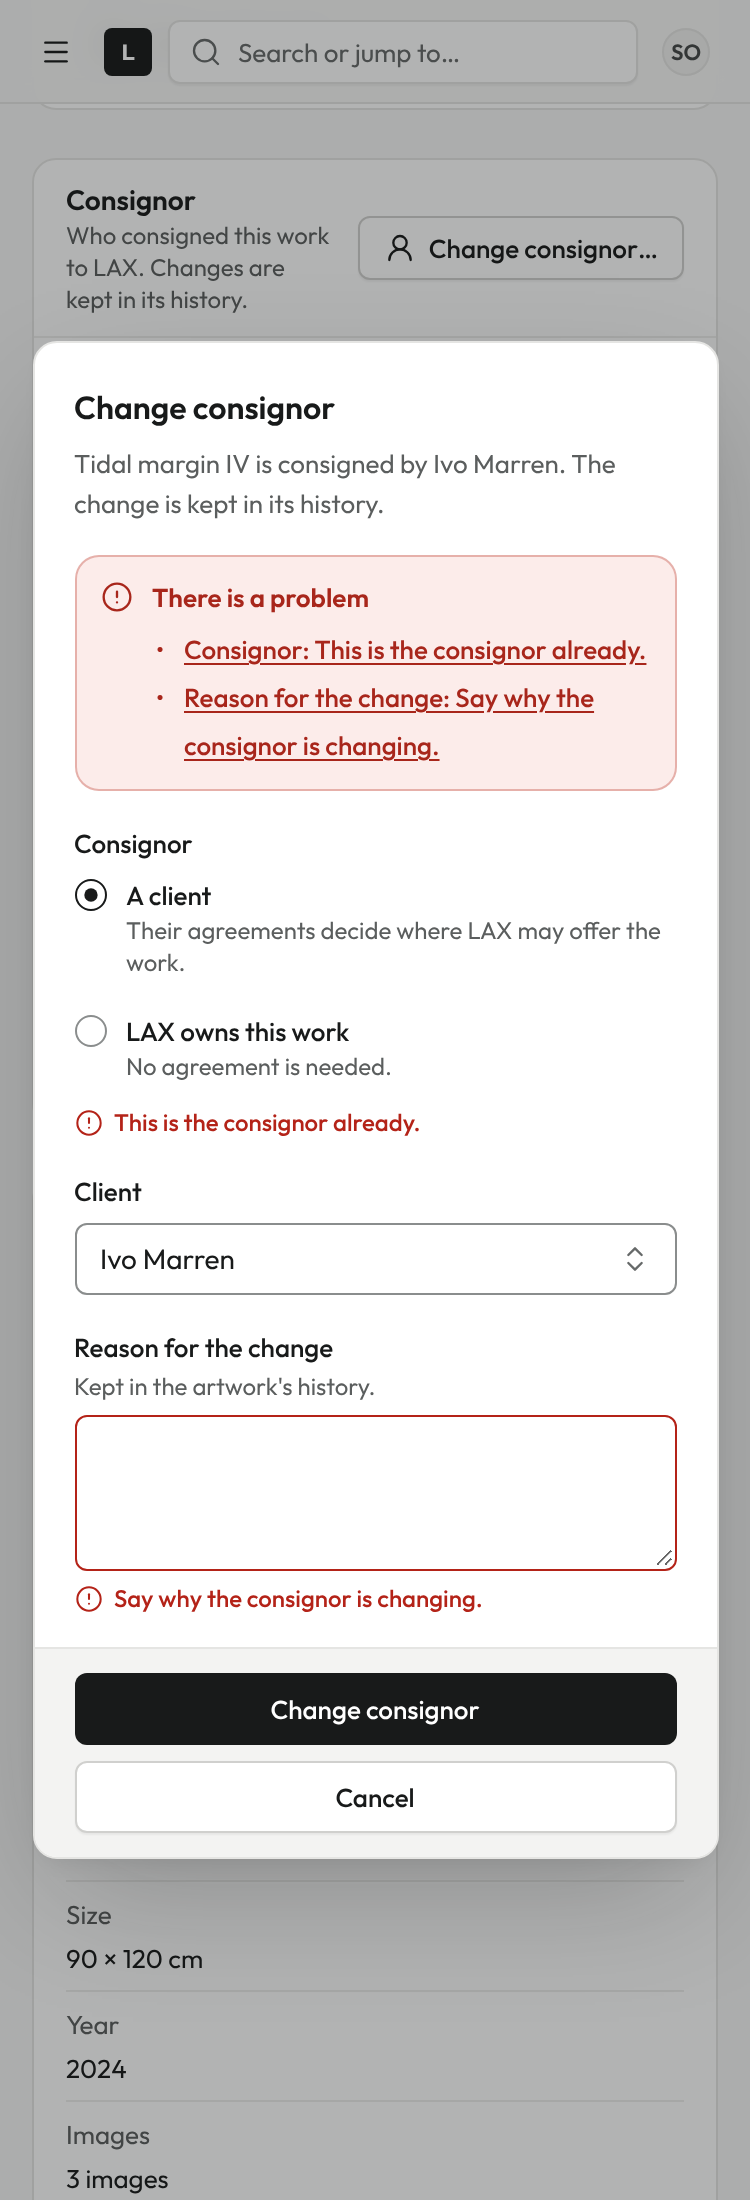 L
Search or jump to...
SO
Consignor
Who consigned this work
to LAX. Changes are
kept in its history.
Change consignor...
Change consignor
Tidal margin IV is consigned by Ivo Marren. The
change is kept in its history.
There is a problem
• Consignor: This is the consignor already.
• Reason for the change: Say why the
consignor is changing.
Consignor
A client
Their agreements decide where LAX may offer the
work.
LAX owns this work
No agreement is needed.
This is the consignor already.
Client
Ivo Marren
Reason for the change
Kept in the artwork's history.
Say why the consignor is changing.
Change consignor
Cancel
Size
90 × 120 cm
Year
2024
Images
3 images